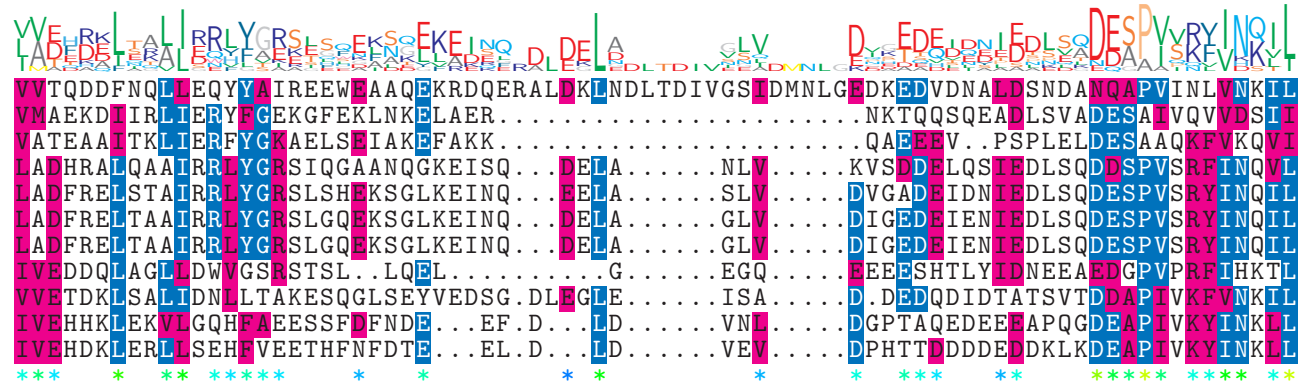 VVTQDDFNQLLEQYYAIREEWEAAQEKRDQERALDKLNDLTDIVGSIDMNLGEDKEDVDNALDSNDANQAPVINLVNKIL
VMAEKDIIRLIERYFGEKGFEKLNKELAER.......................NKTQQSQEADLSVADESAIVQVVDSII
VATEAAITKLIERFYGKAELSEIAKEFAKK.......................QAEEEV..PSPLELDESAAQKFVKQVI
LADHRALQAAIRRLYGRSIQGAANQGKEISQ...DELA......NLV.....KVSDDELQSIEDLSQDDSPVSRFINQVL
LADFRELSTAIRRLYGRSLSHEKSGLKEINQ...EELA......SLV.....DVGADEIDNIEDLSQDESPVSRYINQIL
LADFRELTAAIRRLYGRSLGQEKSGLKEINQ...DELA......GLV.....DIGEDEIENIEDLSQDESPVSRYINQIL
LADFRELTAAIRRLYGRSLGQEKSGLKEINQ...DELA......GLV.....DIGEDEIENIEDLSQDESPVSRYINQIL
IVEDDQLAGLLDWVGSRSTSL..LQEL..........G......EGQ.....EEEESHTLYIDNEEAEDGPVPRFIHKTL
VVETDKLSALIDNLLTAKESQGLSEYVEDSG.DLEGLE......ISA.....D.DEDQDIDTATSVTDDAPIVKFVNKIL
IVEHHKLEKVLGQHFAEESSFDFNDE...EF.D...LD......VNL.....DGPTAQEDEEEAPQGDEAPIVKYINKLL
IVEHDKLERLLSEHFVEETHFNFDTE...EL.D...LD......VEV.....DPHTTDDDDEDDKLKDEAPIVKYINKLL